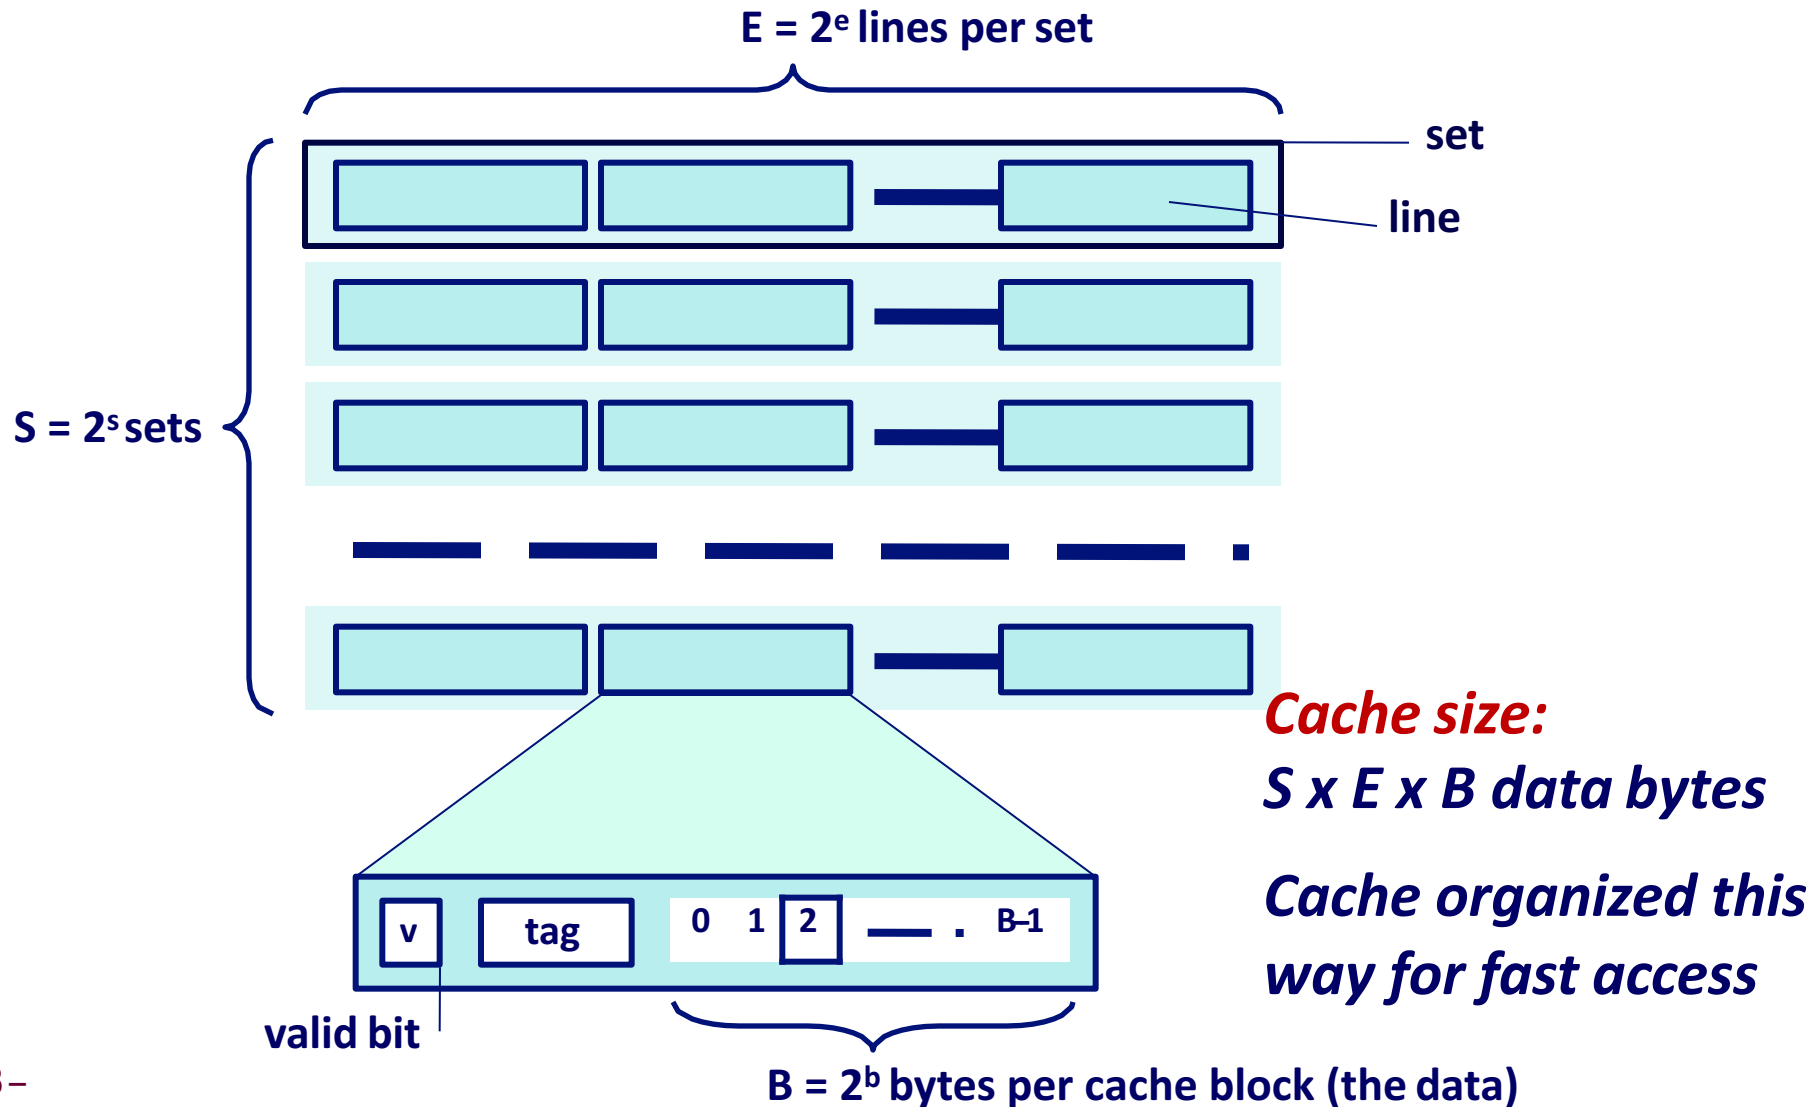 E = 2ᵉ lines per set
set
line
S = 2ˢ sets
Cache size:
S x E x B data bytes
Cache organized this
way for fast access
v tag 0 1 2 B–1
valid bit
B = 2ᵇ bytes per cache block (the data)